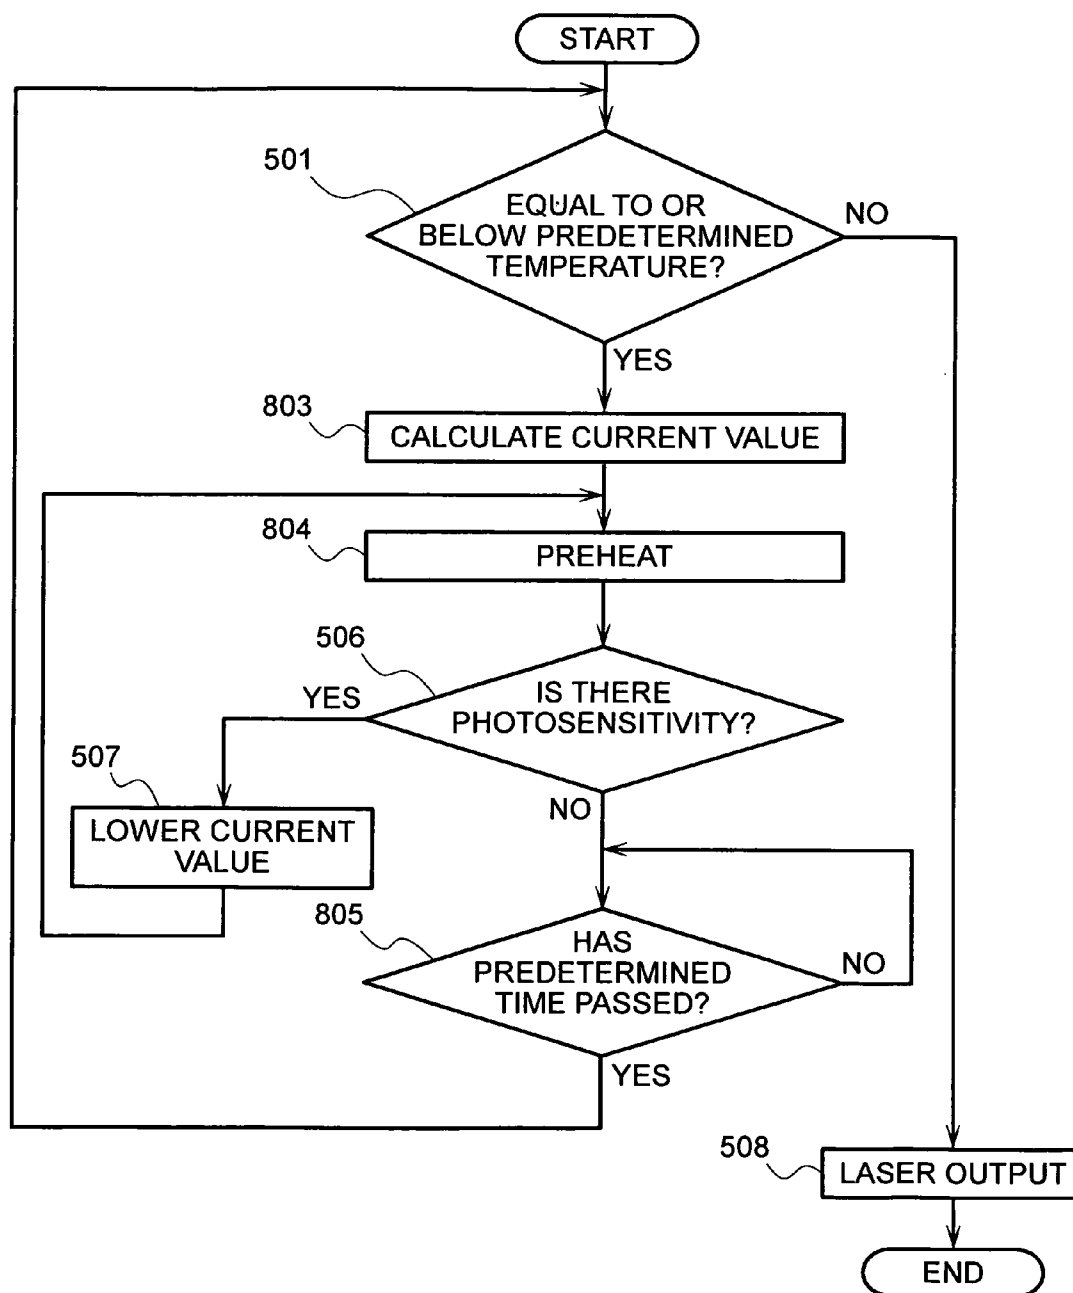 START
501
EQUAL TO OR
BELOW PREDETERMINED
TEMPERATURE?
NO
YES
803
CALCULATE CURRENT VALUE
804
PREHEAT
506
YES
IS THERE
PHOTOSENSITIVITY?
507
NO
LOWER CURRENT
VALUE
805
HAS
PREDETERMINED
TIME PASSED?
NO
YES
508
LASER OUTPUT
END